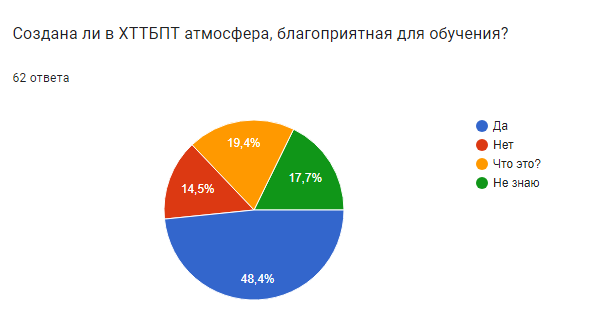 Создана ли в ХТТБПТ атмосфера, благоприятная для обучения?
62 ответа
19,4%
17,7%
14,5%
48,4%
Да
Нет
Что это?
Не знаю